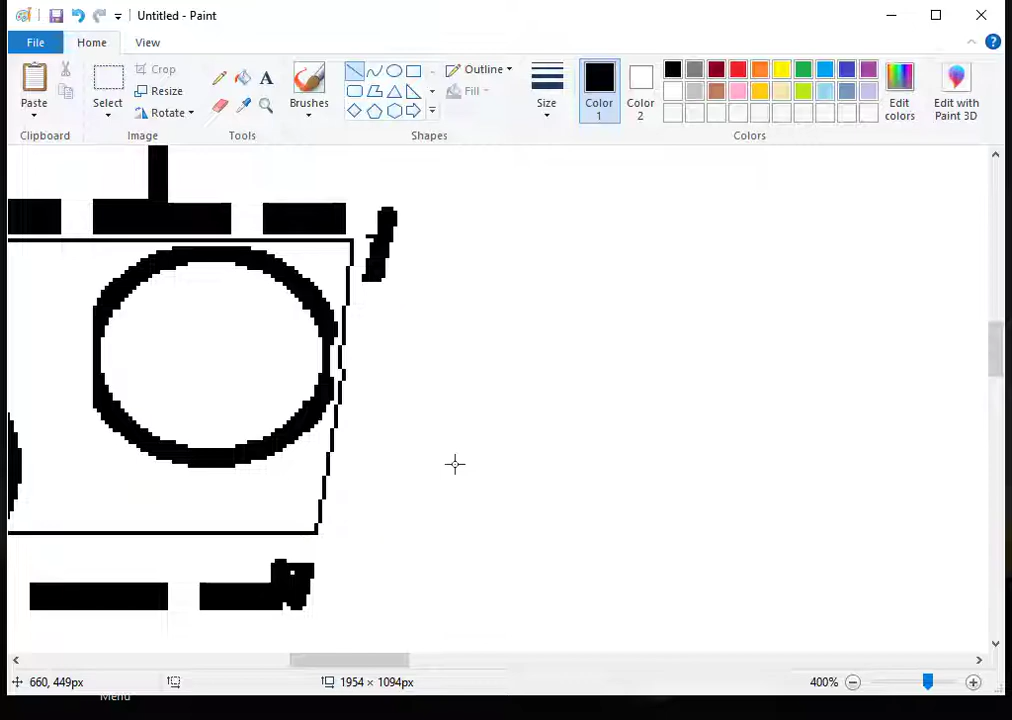 Untitled - Paint
File Home View
Paste
Clipboard
Select
Crop
Resize
Rotate
Image
Tools
Brushes
Outline
Fill
Shapes
Size
Color 1
Color 2
Edit colors
Edit with Paint 3D
Colors
660, 449px
1954 × 1094px
400%
Menu